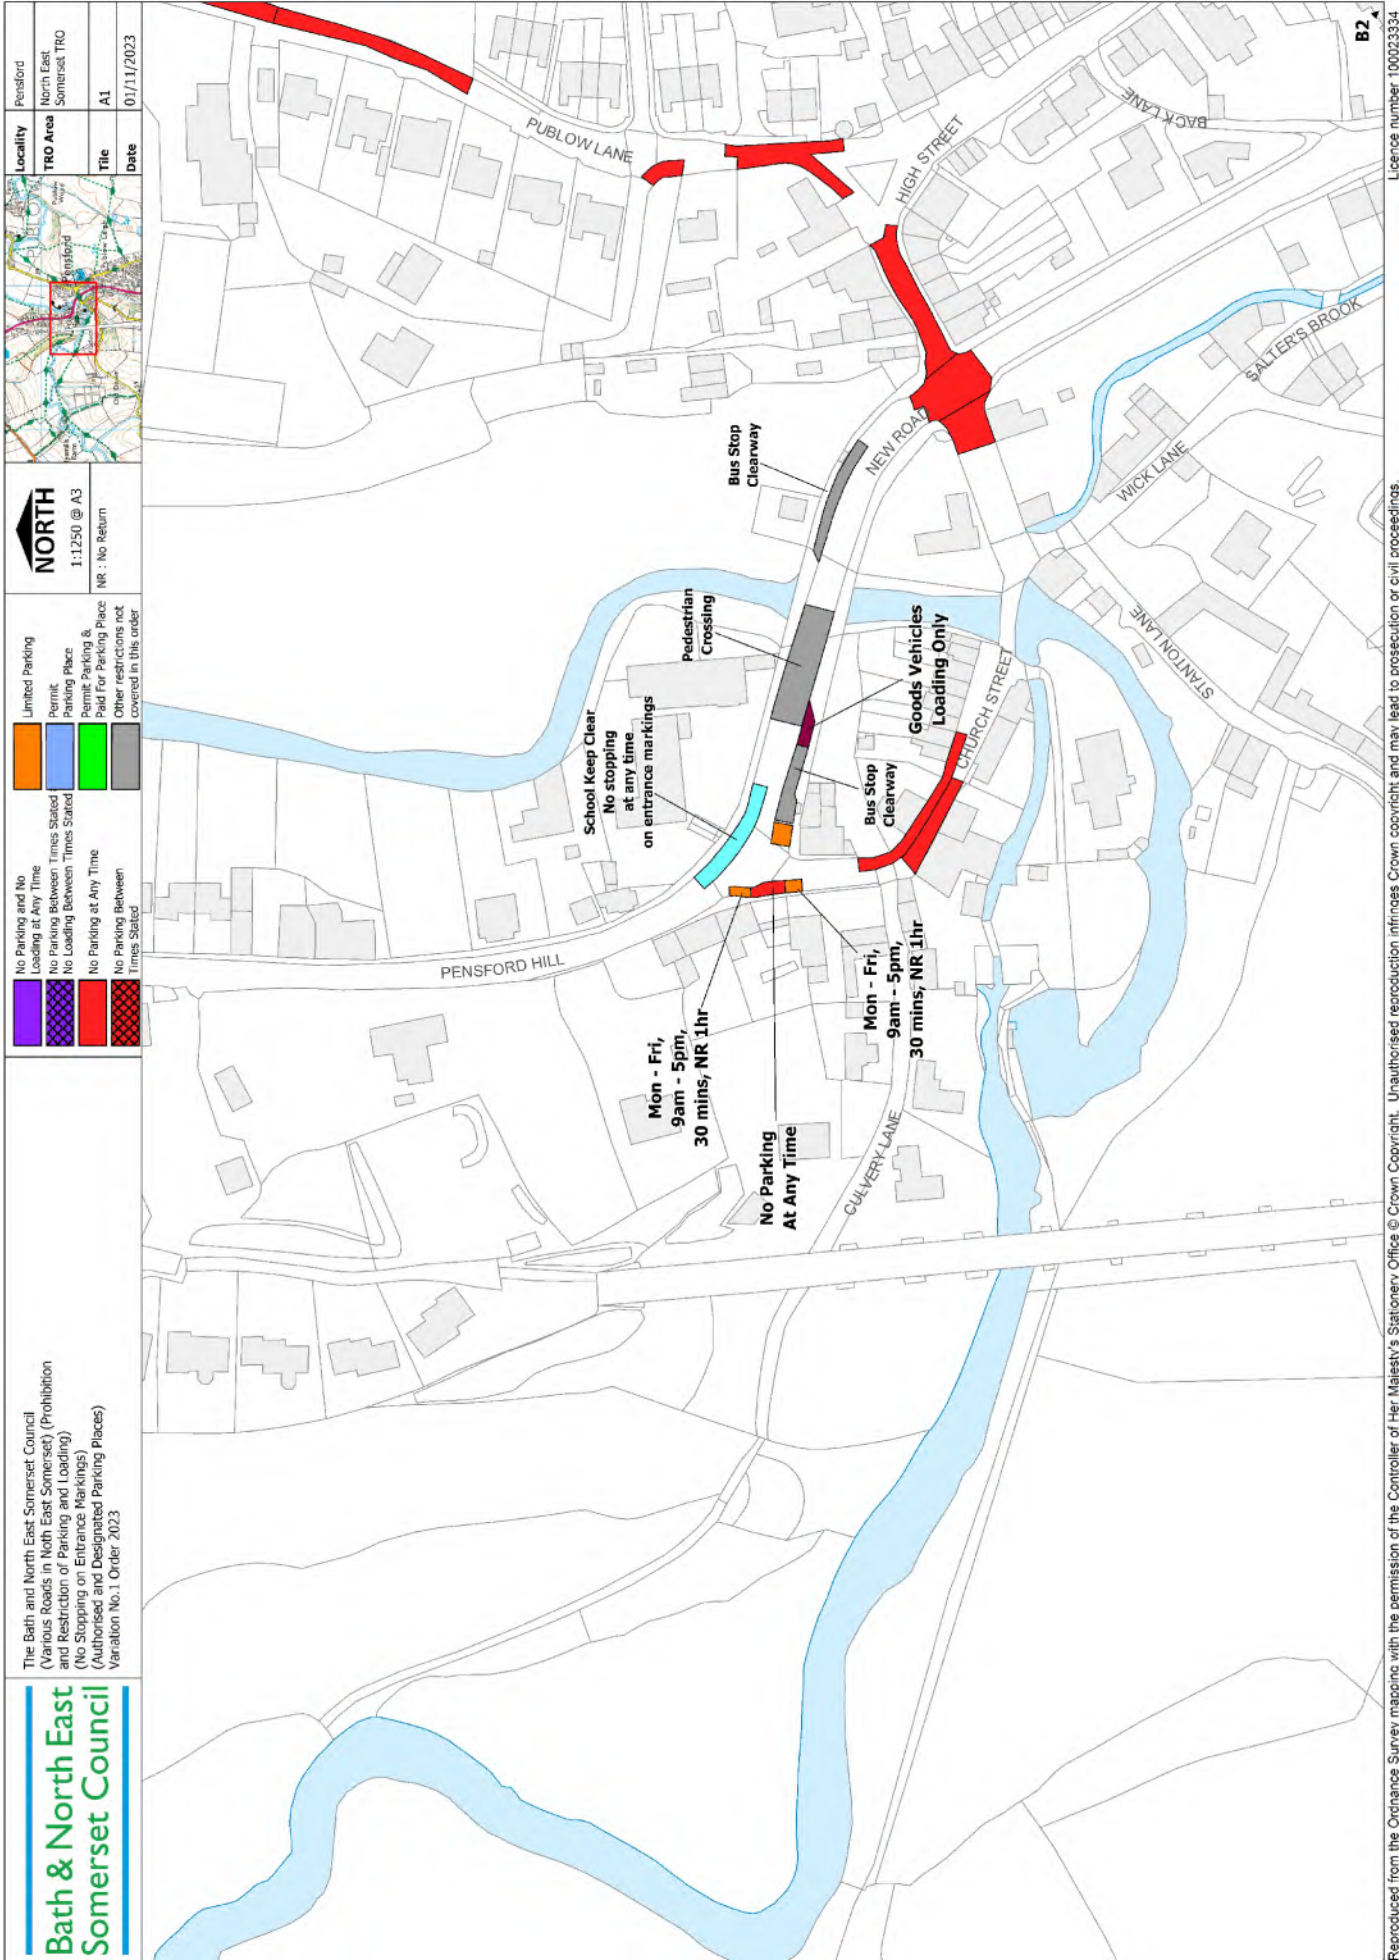 Bath & North East
Somerset Council
The Bath and North East Somerset Council
(Various Roads in Noth East Somerset) (Prohibition
and Restriction of Parking and Loading)
(No Stopping on Entrance Markings)
(Authorised and Designated Parking Places)
Variation No.1 Order 2023
No Parking and No
Loading at Any Time
No Parking Between Times Stated
No Loading Between Times Stated
No Parking at Any Time
No Parking Between
Times Stated
Limited Parking
Permit
Parking Place
Permit Parking &
Paid For Parking Place
Other restrictions not
covered in this order
NORTH
1:1250 @ A3
NR : No Return
Pensford
Locality
Pensford
TRO Area
North East
Somerset TRO
Tile
A1
Date
01/11/2023
PUBLOW LANE
HIGH STREET
BACK LANE
B2
NEW ROAD
SALTER'S BROOK
WICK LANE
STANTON LANE
CHURCH STREET
PENSFORD HILL
CULVERY LANE
Bus Stop
Clearway
Pedestrian
Crossing
School Keep Clear
No stopping
at any time
on entrance markings
Goods Vehicles
Loading Only
Bus Stop
Clearway
Mon - Fri,
9am - 5pm,
30 mins, NR 1hr
Mon - Fri,
9am - 5pm,
30 mins, NR 1hr
No Parking
At Any Time
Reproduced from the Ordnance Survey mapping with the permission of the Controller of Her Majesty's Stationery Office © Crown Copyright. Unauthorised reproduction infringes Crown copyright and may lead to prosecution or civil proceedings.
Licence number 100023334